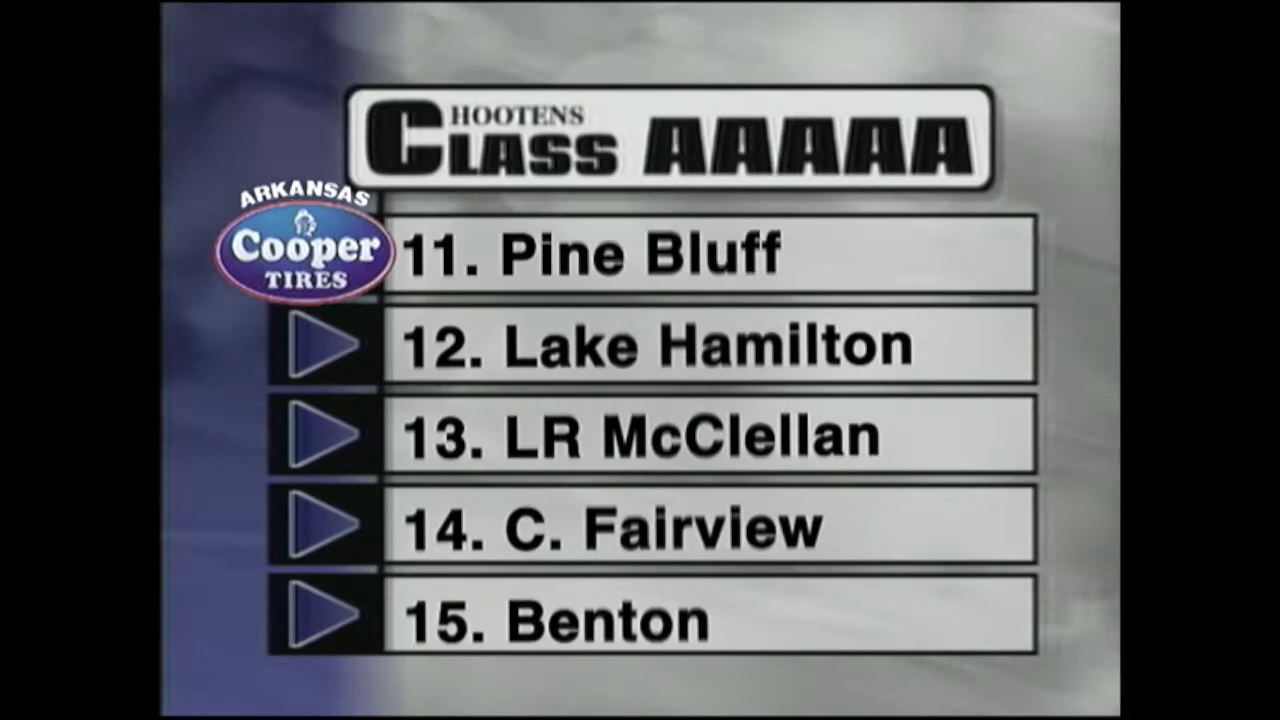 HOOTENS
CLASS AAAAA
ARKANSAS
Cooper
TIRES
11. Pine Bluff
12. Lake Hamilton
13. LR McClellan
14. C. Fairview
15. Benton